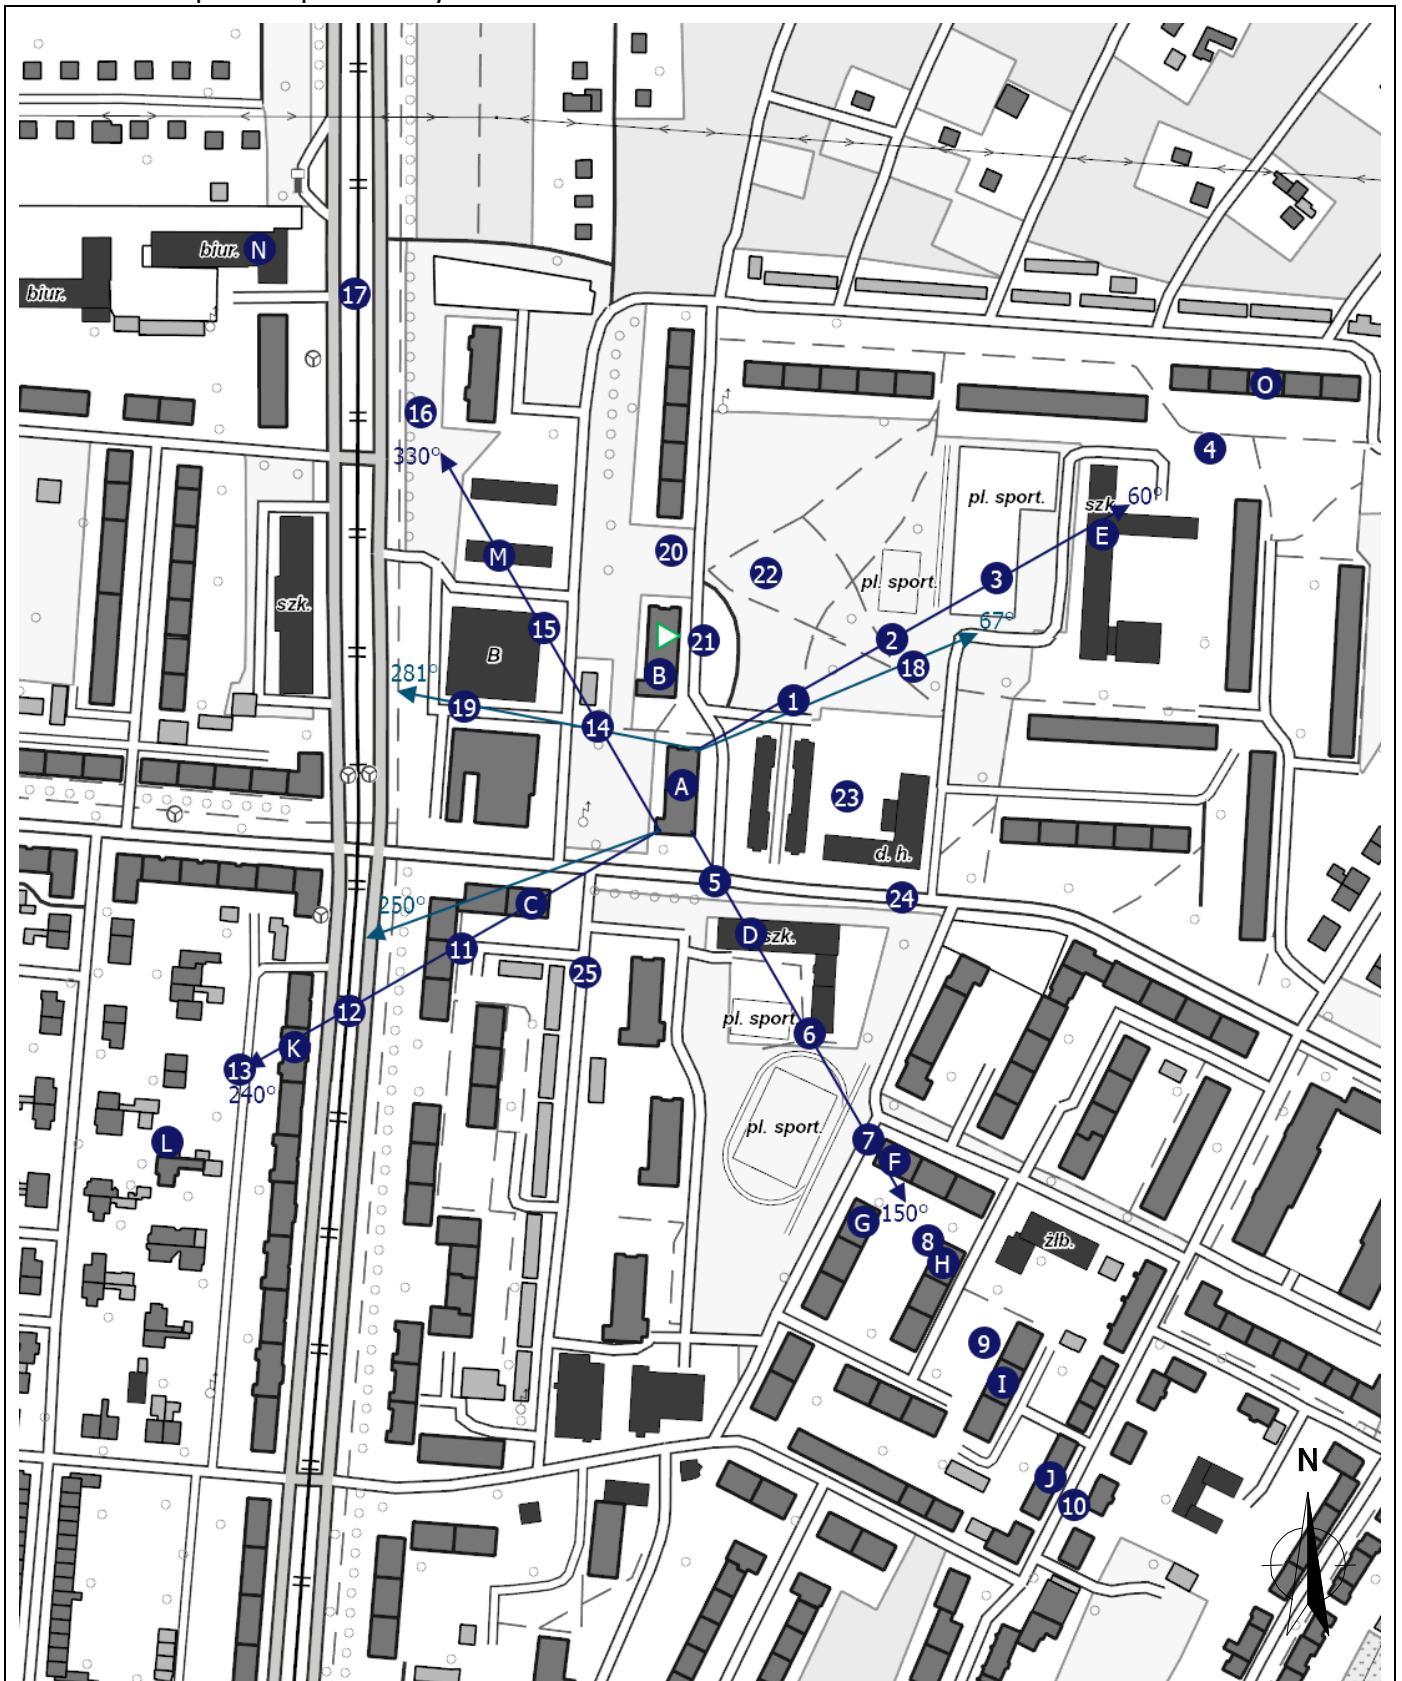 biur. N
biur.
17
O
16
4
330°
pl. sport.
60°
szk.
E
20
M
22
3
pl. sport.
szk.
67°
15
21
2
B
B
18
281°
19
1
14
A
23
d. h.
5
24
250°
C
D szk.
11
25
12
pl. sport.
6
K
13
240°
pl. sport.
7
L
F
150°
G
8
żłb.
H
9
I
N
J
10